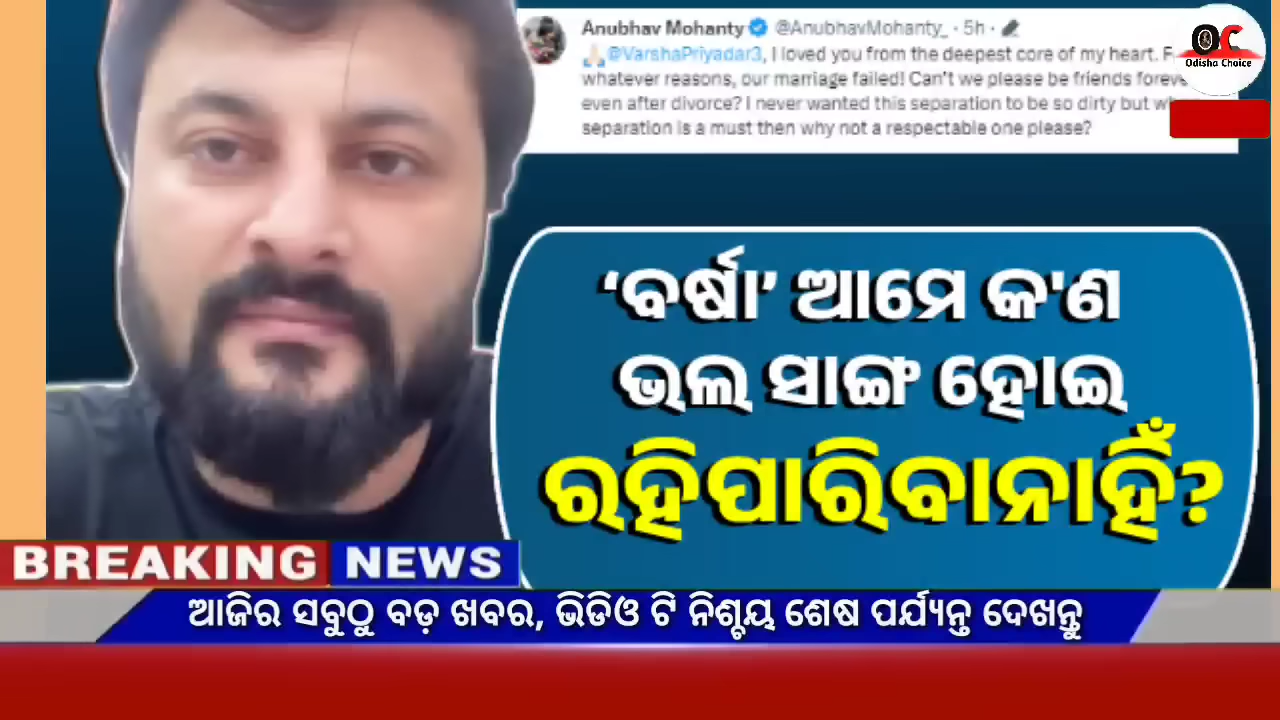 Anubhav Mohanty @AnubhavMohanty_ · 5h ·
🙏🏻@VarshaPriyadar3, I loved you from the deepest core of my heart.
whatever reasons, our marriage failed! Can't we please be friends
even after divorce? I never wanted this separation to be so dirty but
separation is a must then why not a respectable one please?
OC
Odisha Choice
‘ବର୍ଷା’ ଆମେ କ'ଣ
ଭଲ ସାଙ୍ଗ ହୋଇ
ରହିପାରିବାନାହିଁ?
BREAKING NEWS
ଆଜିର ସବୁଠୁ ବଡ଼ ଖବର, ଭିଡିଓ ଟି ନିଶ୍ଚୟ ଶେଷ ପର୍ଯ୍ୟନ୍ତ ଦେଖନ୍ତୁ